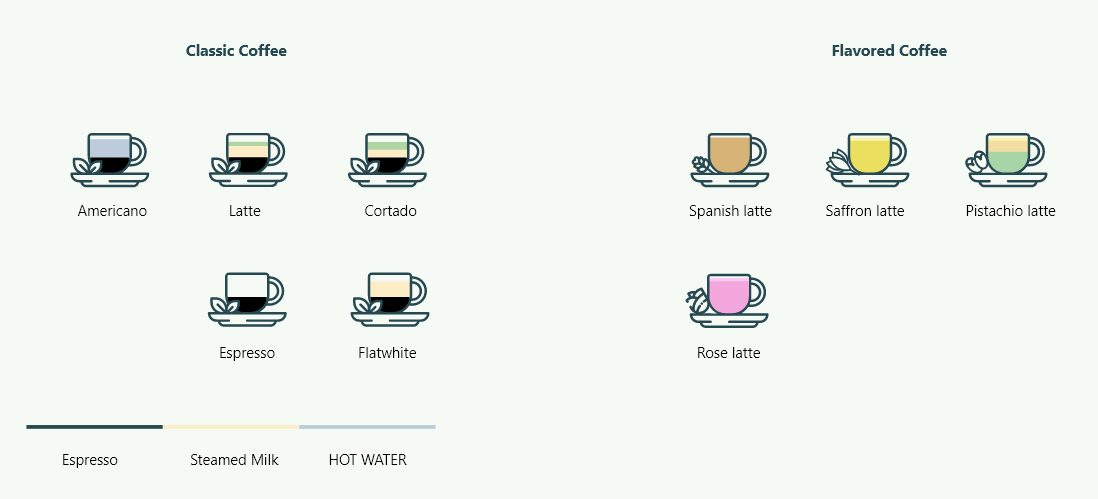 Classic Coffee
Flavored Coffee
Americano
Latte
Cortado
Spanish latte
Saffron latte
Pistachio latte
Espresso
Flatwhite
Rose latte
Espresso
Steamed Milk
HOT WATER